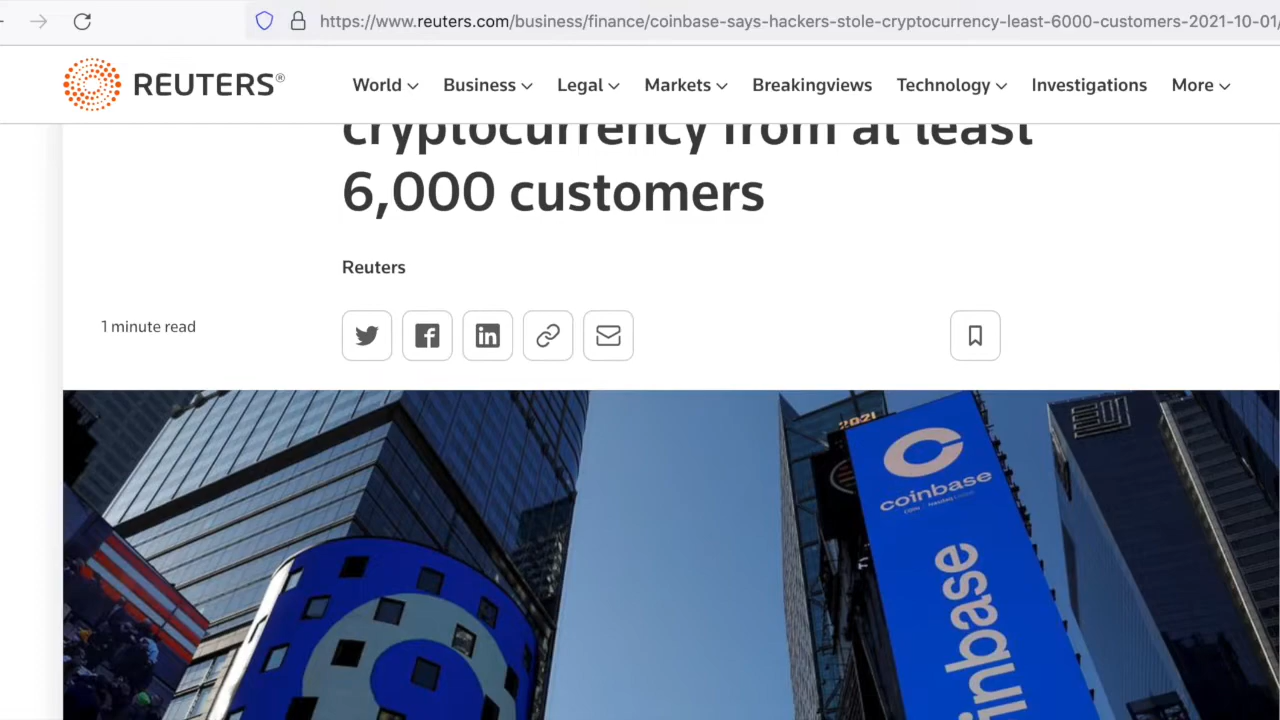 https://www.reuters.com/business/finance/coinbase-says-hackers-stole-cryptocurrency-least-6000-customers-2021-10-01/
REUTERS®
World
Business
Legal
Markets
Breakingviews
Technology
Investigations
More
cryptocurrency from at least
6,000 customers
Reuters
1 minute read
2021
coinbase
inbase